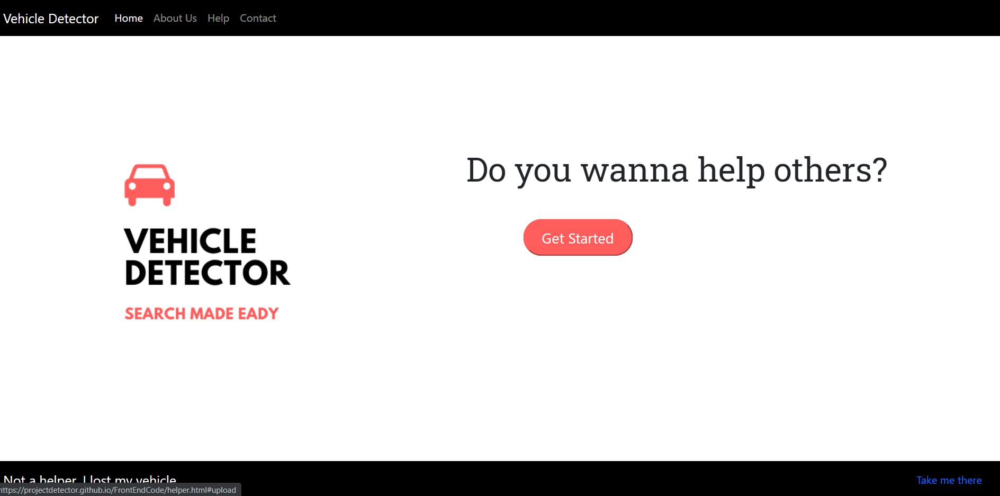 Vehicle Detector Home About Us Help Contact
Do you wanna help others?
Get Started
VEHICLE
DETECTOR
SEARCH MADE EADY
Not a helper, I lost my vehicle
Take me there
https://projectdetector.github.io/FrontEndCode/helper.html#upload